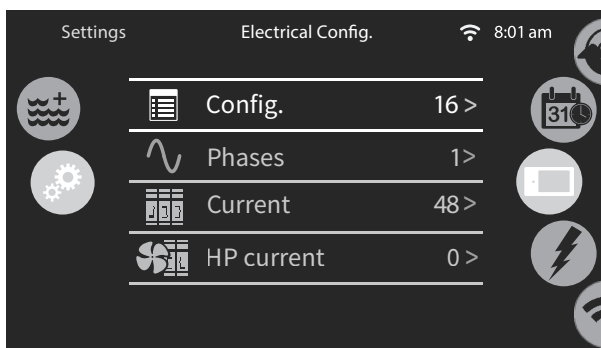 Settings Electrical Config. 8:01 am
Config. 16 >
31
Phases 1>
Current 48 >
HP current 0 >